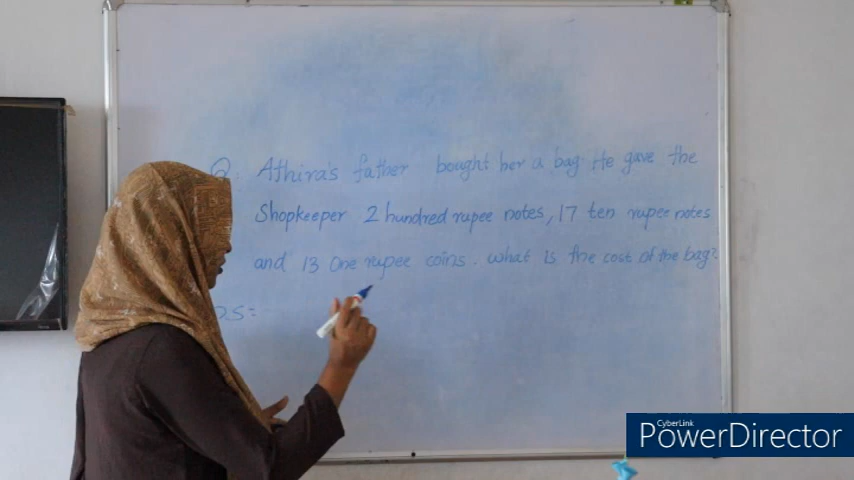 Q. Athira's father bought her a bag. He gave the
Shopkeeper 2 hundred rupee notes, 17 ten rupee notes
and 13 One rupee coins. what is the cost of the bag?
CyberLink
PowerDirector